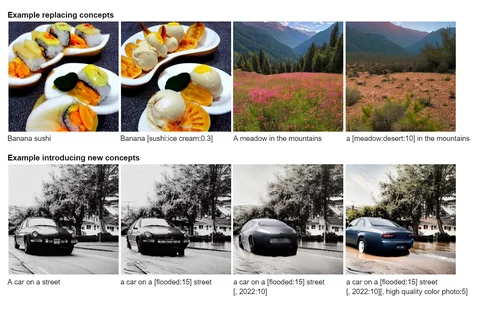 Example replacing concepts
Banana sushi
Banana [sushi:ice cream:0.3]
A meadow in the mountains
a [meadow:desert:10] in the mountains
Example introducing new concepts
A car on a street
a car on a [flooded:15] street
a car on a [flooded:15] street
[, 2022:10]
a car on a [flooded:15] street
[, 2022:10][, high quality color photo:5]